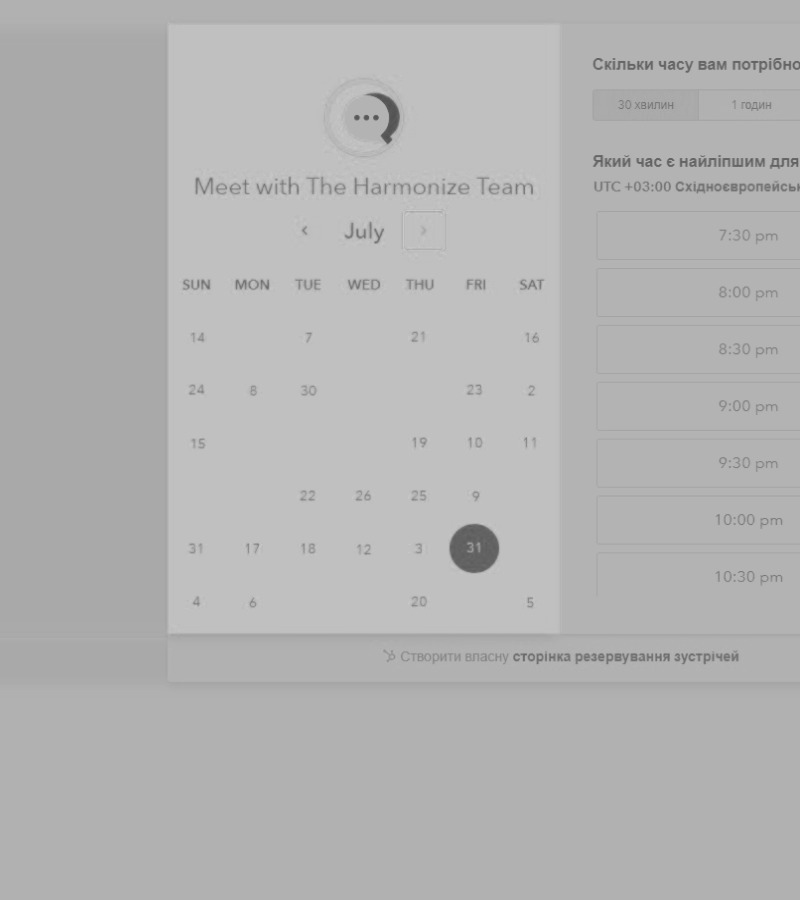 Meet with The Harmonize Team
July
SUN MON TUE WED THU FRI SAT
14 7 21 16
24 8 30 23 2
15 19 10 11
22 26 25 9
31 17 18 12 3 31
4 6 20 5
Скільки часу вам потрібно
30 хвилин 1 годин
Який час є найліпшим для
UTC +03:00 Східноєвропейськ
7:30 pm
8:00 pm
8:30 pm
9:00 pm
9:30 pm
10:00 pm
10:30 pm
Створити власну сторінка резервування зустрічей